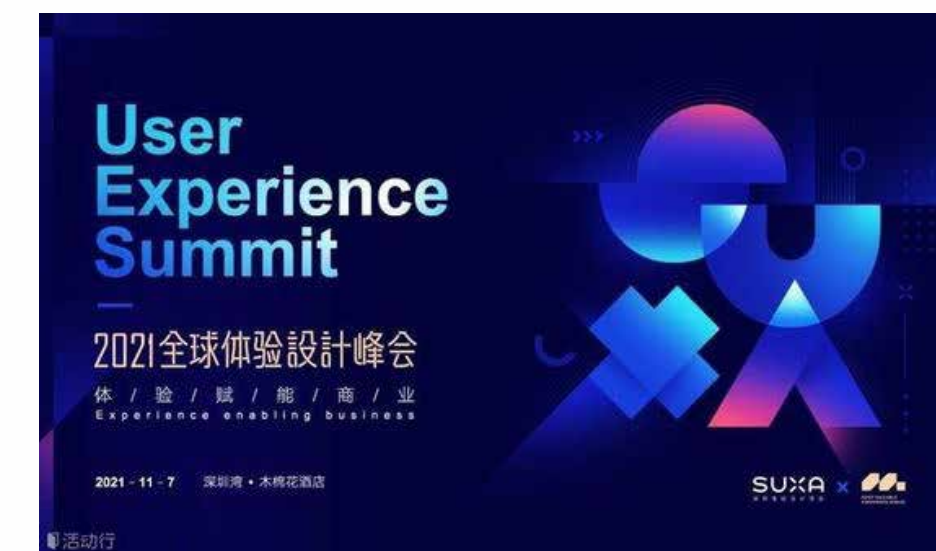 User
Experience
Summit
2021全球体验設計峰会
体 / 验 / 赋 / 能 / 商 / 业
Experience enabling business
2021 - 11 - 7 深圳湾 • 木棉花酒店
SUXA ×
活动行